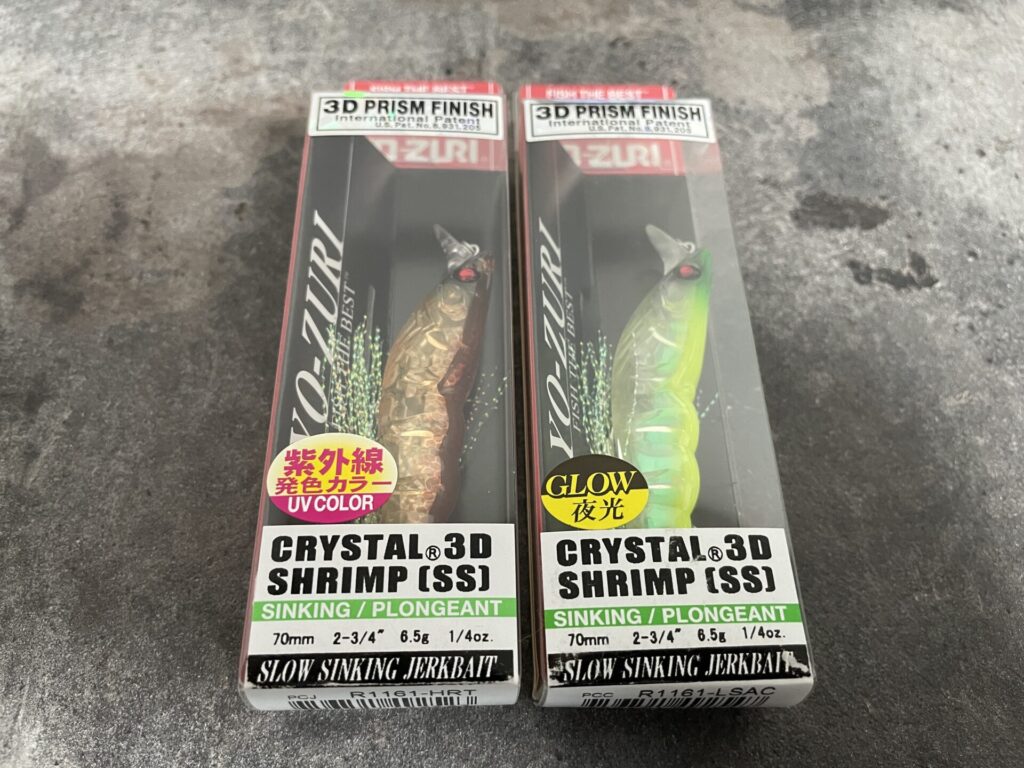 FISH THE BEST
3D PRISM FINISH
International Patent
U.S. Pat. No.8,931,205
O-ZURI
YO-ZURI
FISH THE BEST™
紫外線
発色カラー
UV COLOR
CRYSTAL® 3D
SHRIMP (SS)
SINKING / PLONGEANT
70mm 2-3/4" 6.5g 1/4oz.
SLOW SINKING JERKBAIT
PCJ R1161-HRT
FISH THE BEST
3D PRISM FINISH
International Patent
U.S. Pat. No.8,931,205
O-ZURI
YO-ZURI
FISH THE BEST
GLOW
夜光
CRYSTAL® 3D
SHRIMP (SS)
SINKING / PLONGEANT
70mm 2-3/4" 6.5g 1/4oz.
SLOW SINKING JERKBAIT
PCC R1161-LSAC